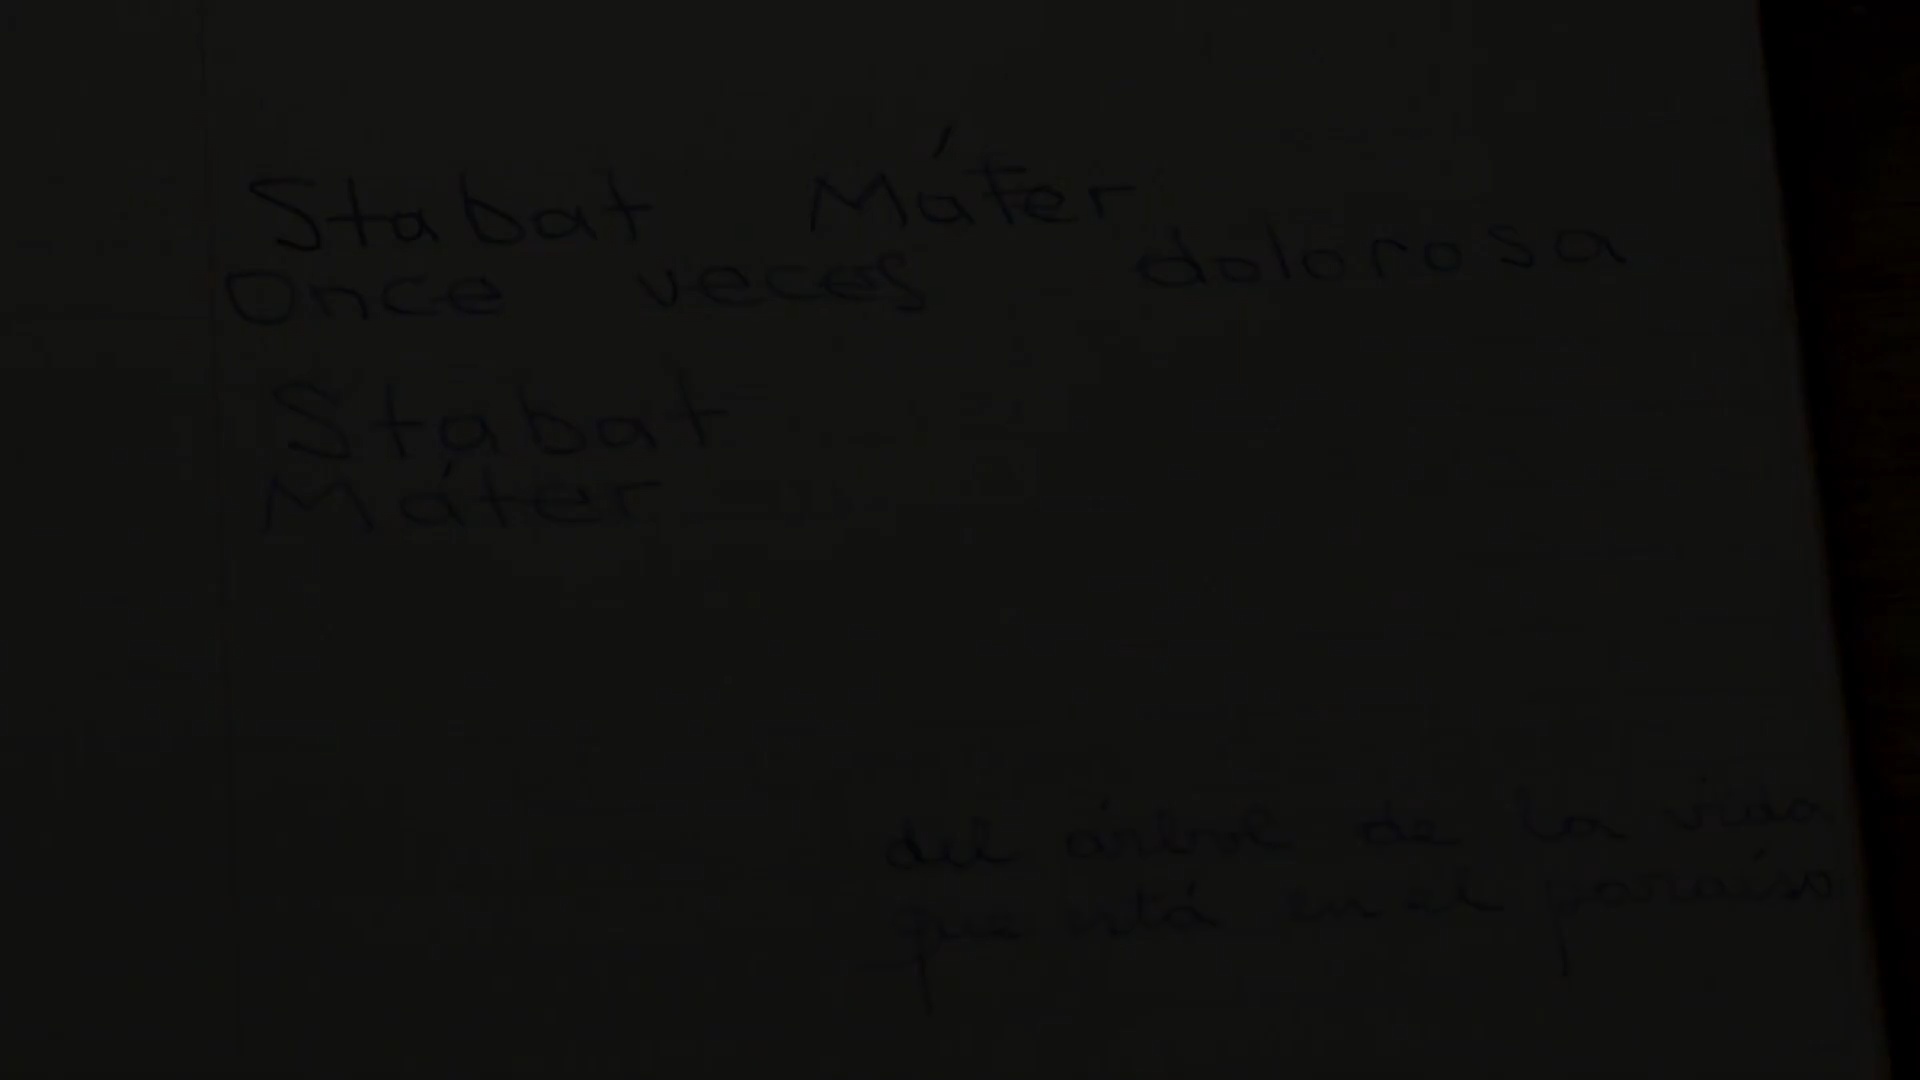 Stabat Máter
Once veces dolorosa
Stabat
Máter
del árbol de la vida
que está en el paraíso